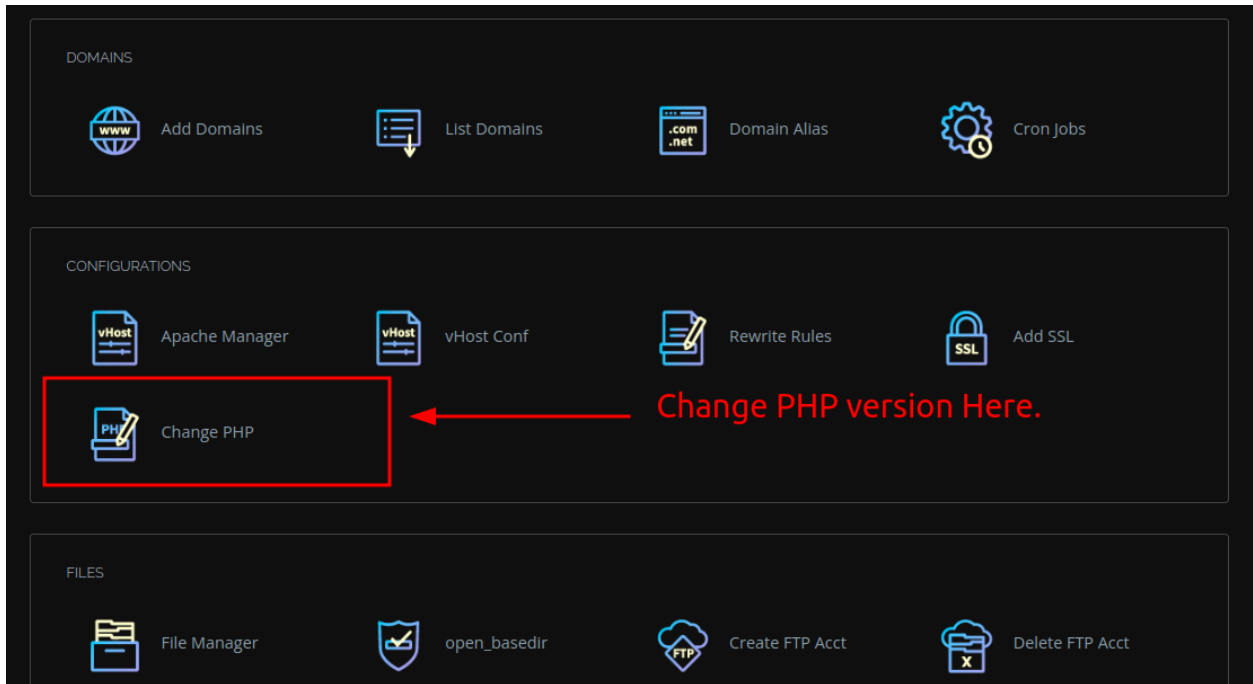 DOMAINS
www
Add Domains
List Domains
.com
.net
Domain Alias
Cron Jobs
CONFIGURATIONS
vHost
Apache Manager
vHost
vHost Conf
Rewrite Rules
SSL
Add SSL
PHP
Change PHP
Change PHP version Here.
FILES
File Manager
open_basedir
FTP
Create FTP Acct
X
Delete FTP Acct